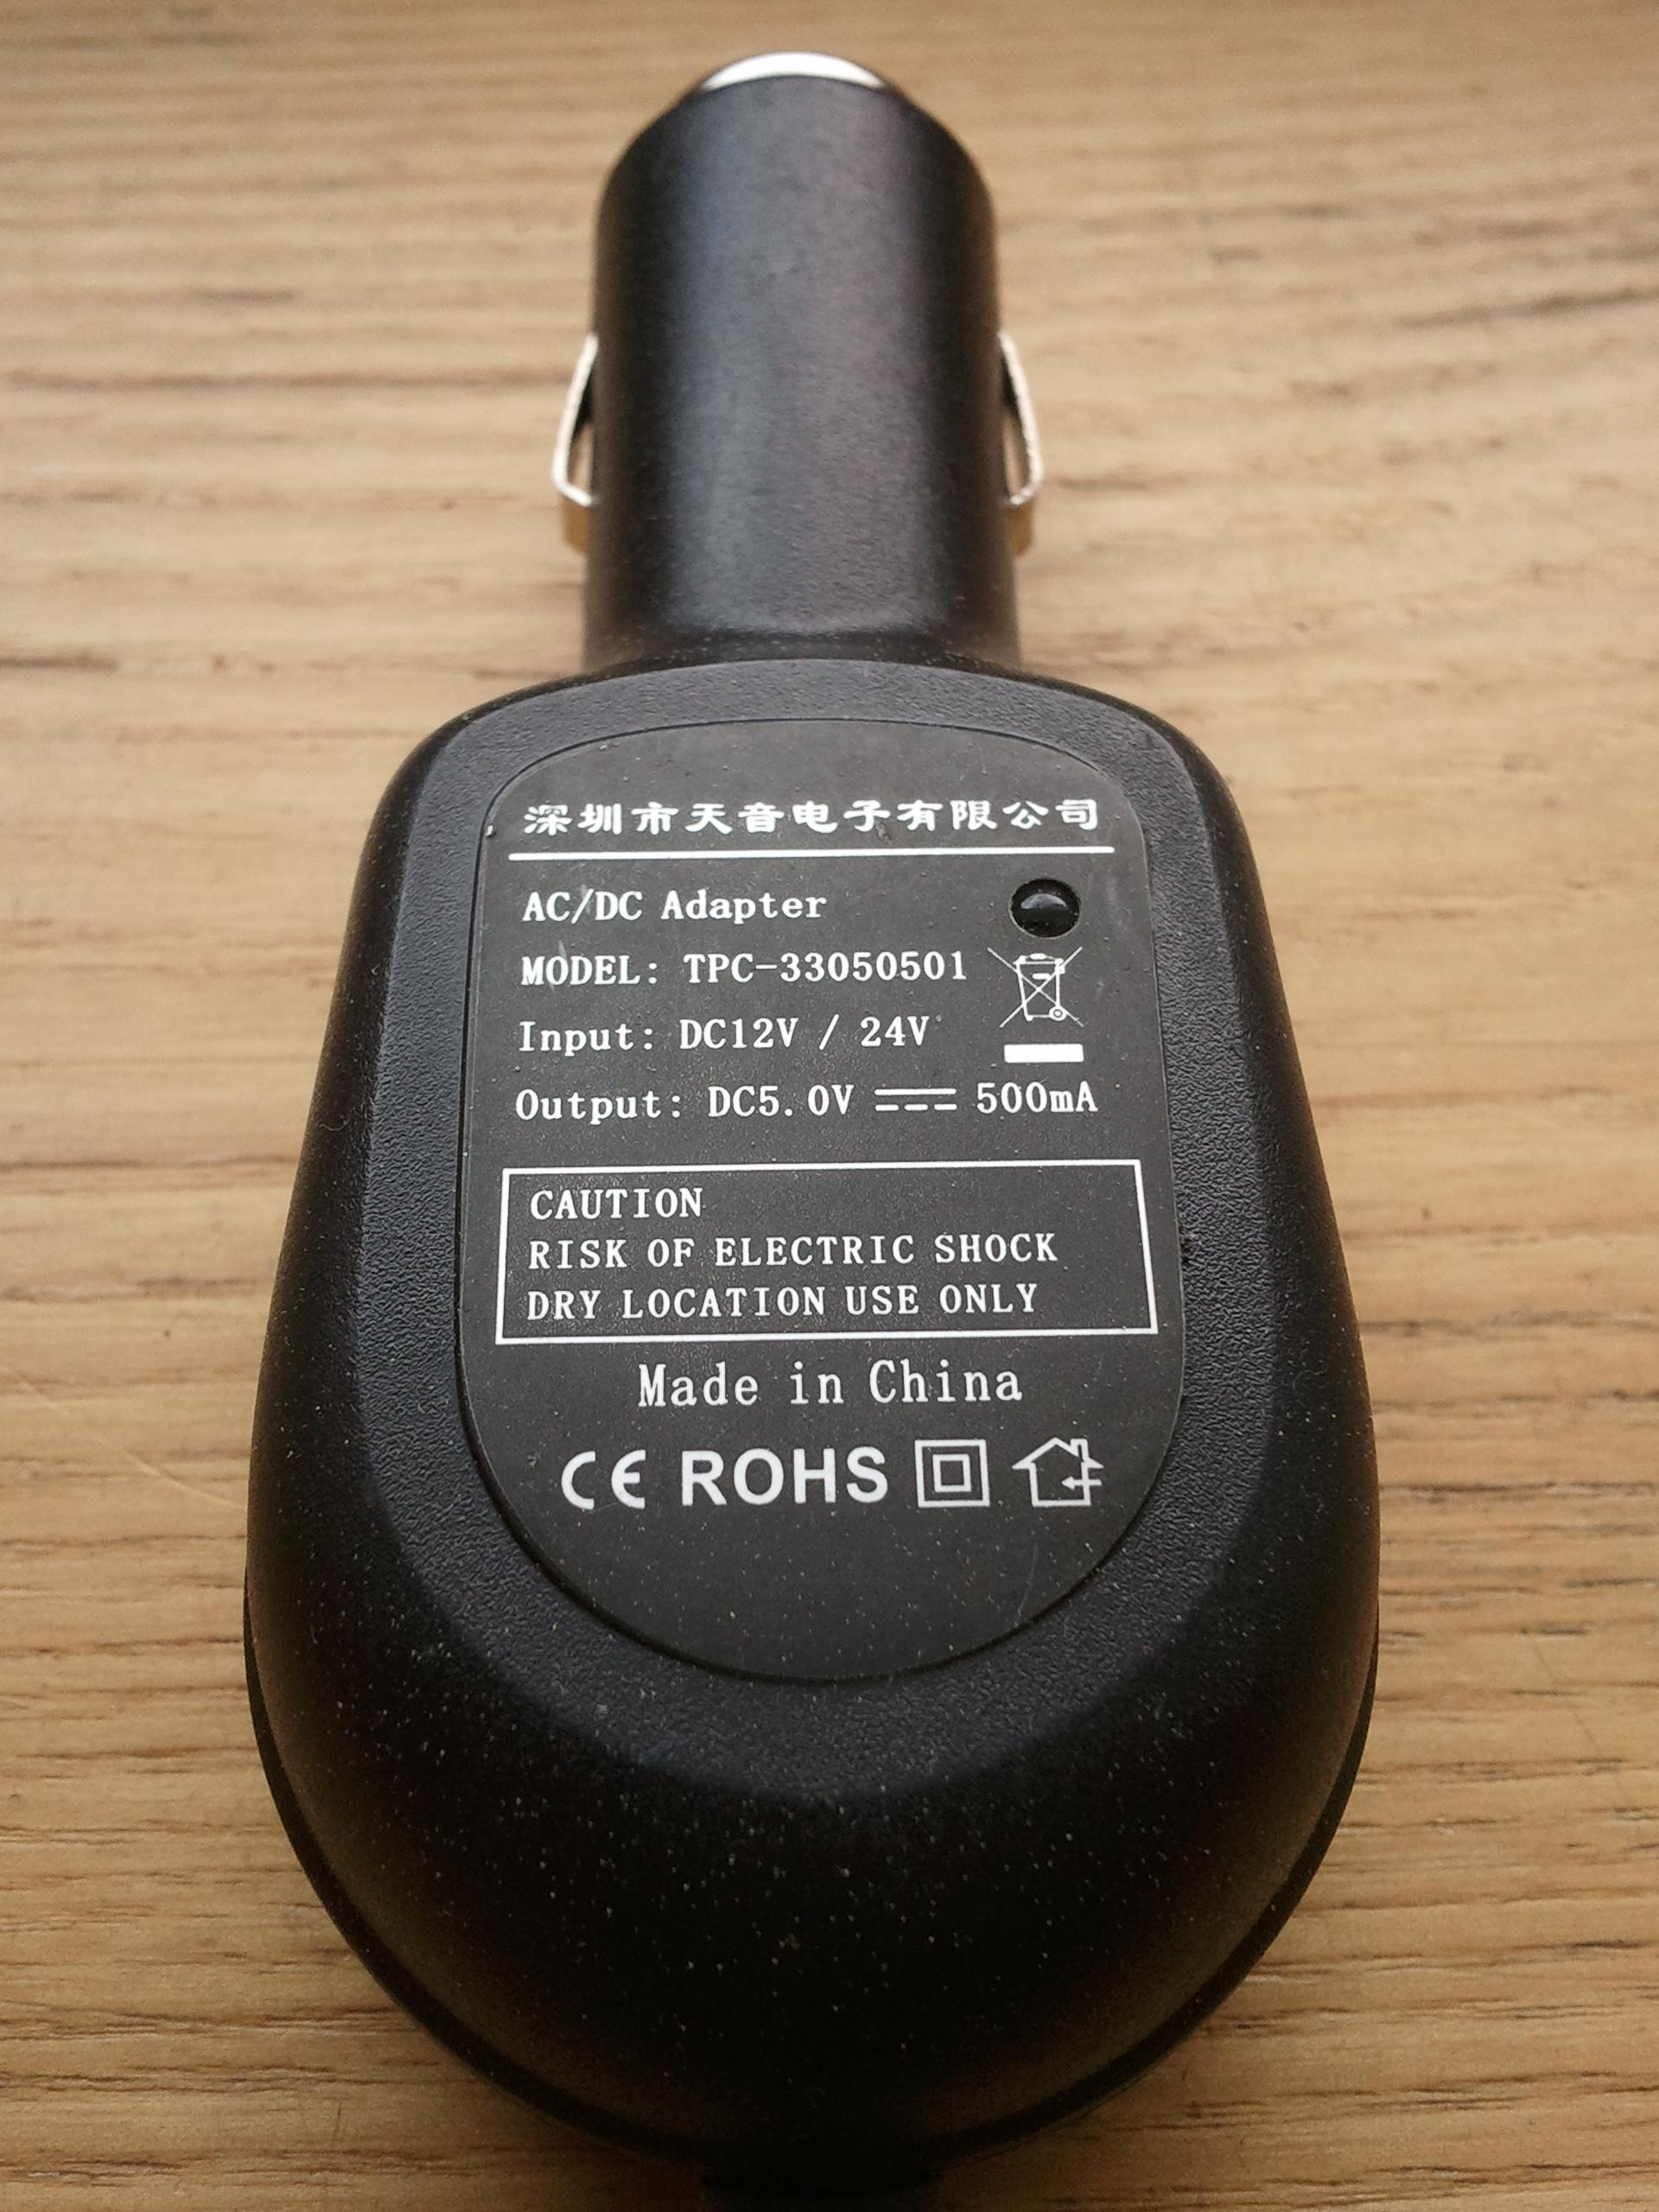 深圳市天音电子有限公司
AC/DC Adapter
MODEL: TPC-33050501
Input: DC12V / 24V
Output: DC5.0V ⎓ 500mA
CAUTION
RISK OF ELECTRIC SHOCK
DRY LOCATION USE ONLY
Made in China
CE ROHS